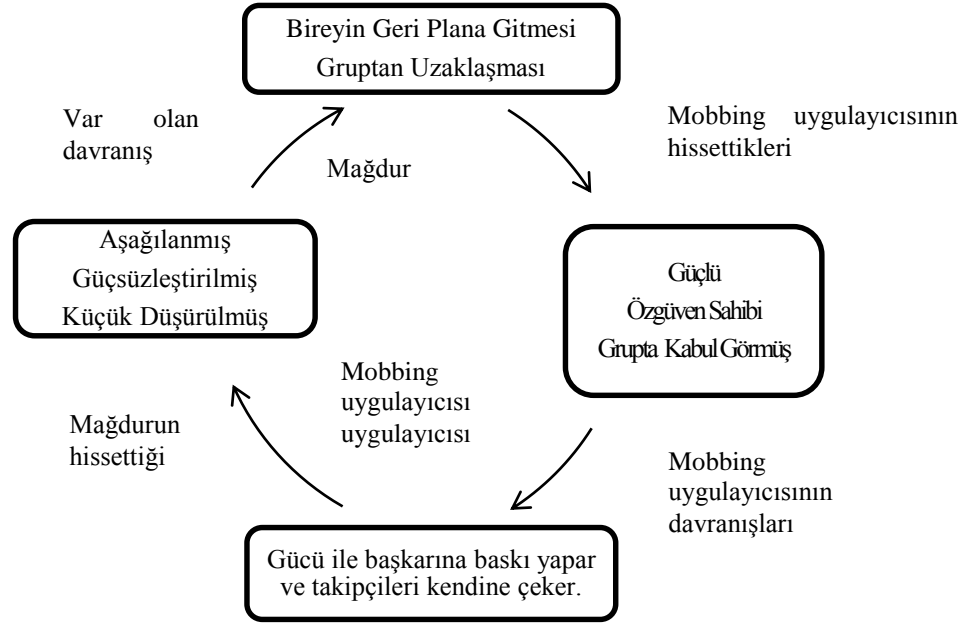 Bireyin Geri Plana Gitmesi
Gruptan Uzaklaşması
Var olan
davranış
Mobbing uygulayıcısının
hissettikleri
Mağdur
Aşağılanmış
Güçsüzleştirilmiş
Küçük Düşürülmüş
Güçlü
Özgüven Sahibi
Grupta Kabul Görmüş
Mobbing
uygulayıcısı
uygulayıcısı
Mağdurun
hissettiği
Mobbing
uygulayıcısının
davranışları
Gücü ile başkarına baskı yapar
ve takipçileri kendine çeker.